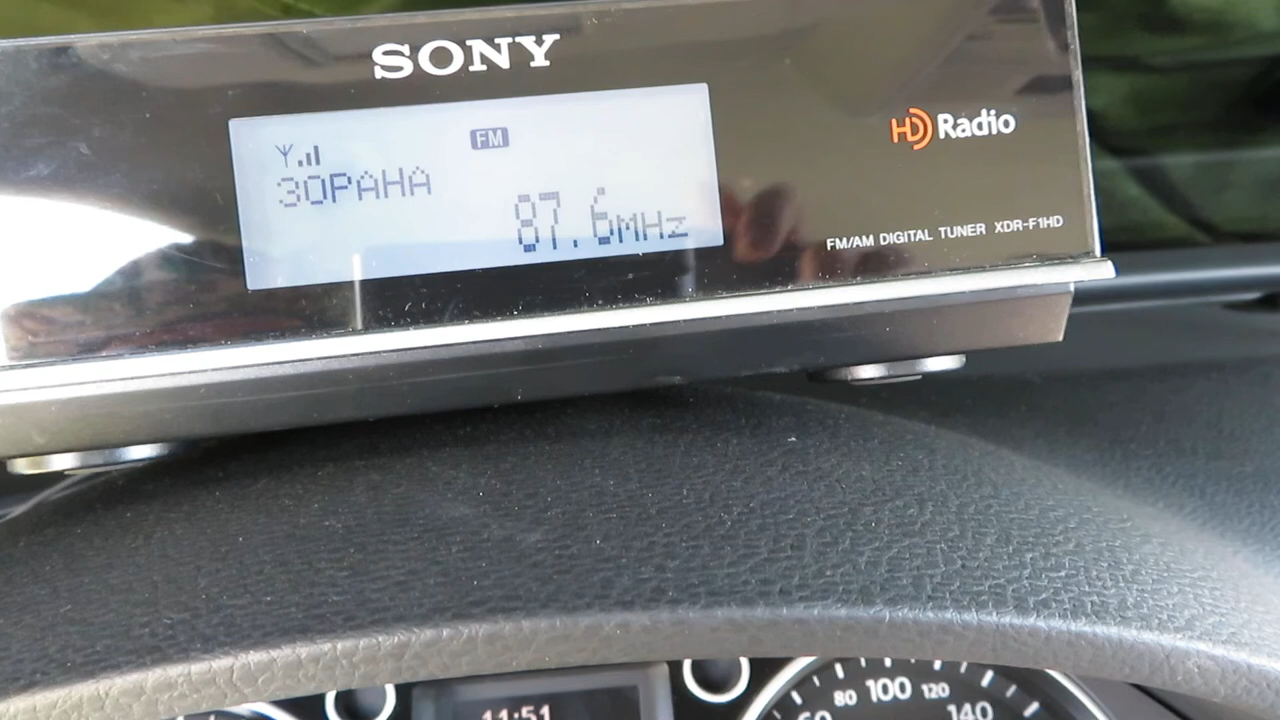 SONY
FM
3OPAHA
87.6MHz
HD Radio
FM/AM DIGITAL TUNER XDR-F1HD
11:51
60 80 100 120 140